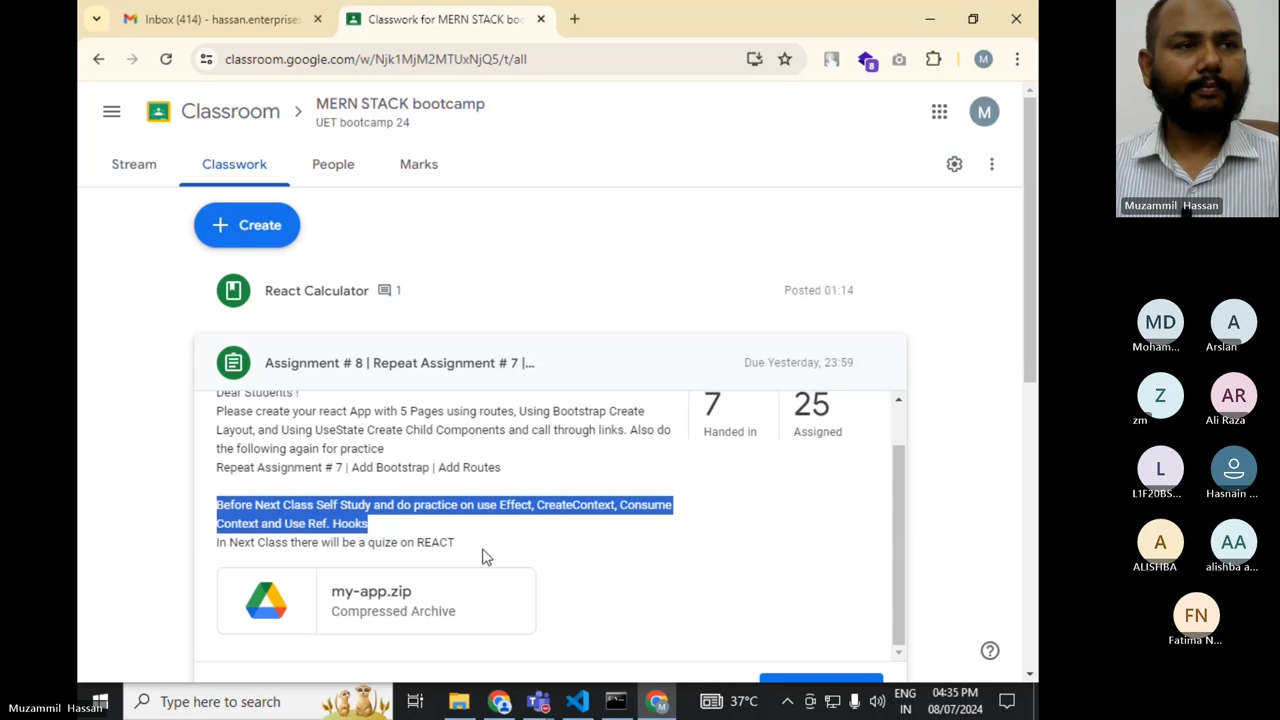 Inbox (414) - hassan.enterprises
Classwork for MERN STACK boo
classroom.google.com/w/Njk1MjM2MTUxNjQ5/t/all
8
M
Classroom
MERN STACK bootcamp
UET bootcamp 24
M
Stream
Classwork
People
Marks
Create
React Calculator
1
Posted 01:14
Assignment # 8 | Repeat Assignment # 7 |...
Due Yesterday, 23:59
Dear Students !
Please create your react App with 5 Pages using routes, Using Bootstrap Create
Layout, and Using UseState Create Child Components and call through links. Also do
the following again for practice
Repeat Assignment # 7 | Add Bootstrap | Add Routes
7
Handed in
25
Assigned
Before Next Class Self Study and do practice on use Effect, CreateContext, Consume
Context and Use Ref. Hooks
In Next Class there will be a quize on REACT
my-app.zip
Compressed Archive
Muzammil Hassan
MD
Moham...
A
Arslan
Z
zm
AR
Ali Raza
L
L1F20BS...
Hasnain ...
A
ALISHBA
AA
alishba a...
FN
Fatima N...
Muzammil Hassan
Type here to search
37°C
ENG
IN
04:35 PM
08/07/2024